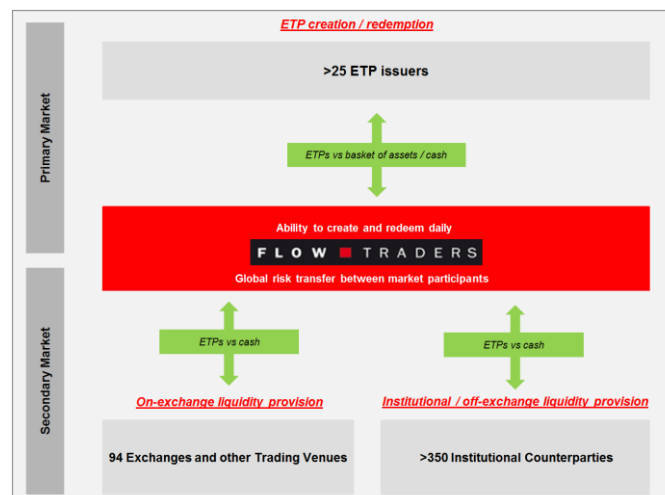 ETP creation / redemption
Primary Market
>25 ETP issuers
ETPs vs basket of assets / cash
Ability to create and redeem daily
FLOW TRADERS
Global risk transfer between market participants
Secondary Market
ETPs vs cash
ETPs vs cash
On-exchange liquidity provision
Institutional / off-exchange liquidity provision
94 Exchanges and other Trading Venues
>350 Institutional Counterparties